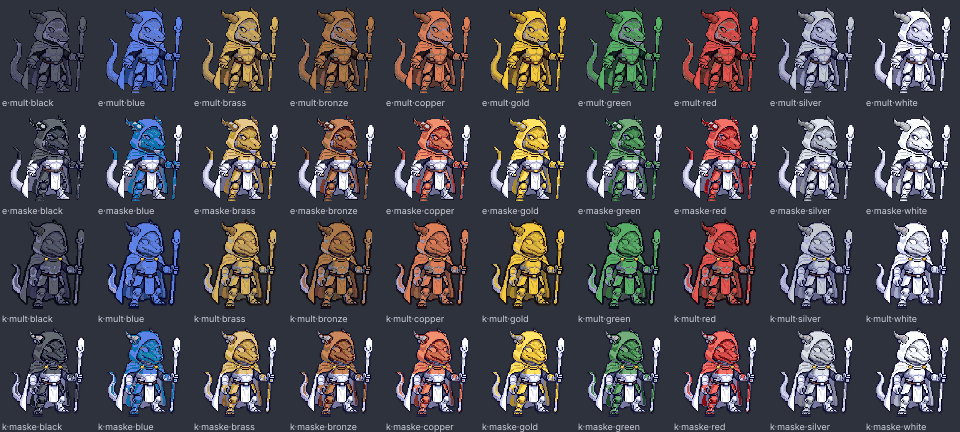 e·mult·black e·mult·blue e·mult·brass e·mult·bronze e·mult·copper e·mult·gold e·mult·green e·mult·red e·mult·silver e·mult·white
e·maske·black e·maske·blue e·maske·brass e·maske·bronze e·maske·copper e·maske·gold e·maske·green e·maske·red e·maske·silver e·maske·white
k·mult·black k·mult·blue k·mult·brass k·mult·bronze k·mult·copper k·mult·gold k·mult·green k·mult·red k·mult·silver k·mult·white
k·maske·black k·maske·blue k·maske·brass k·maske·bronze k·maske·copper k·maske·gold k·maske·green k·maske·red k·maske·silver k·maske·white